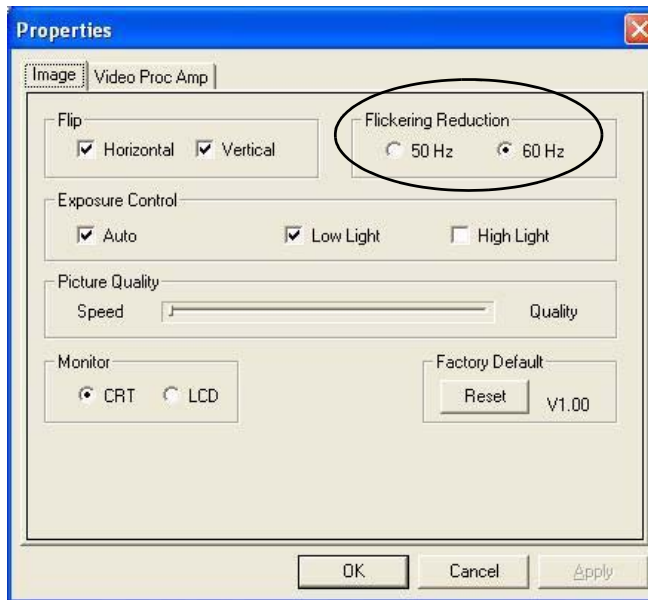 Properties
Image Video Proc Amp
Flip Flickering Reduction
Horizontal Vertical 50 Hz 60 Hz
Exposure Control
Auto Low Light High Light
Picture Quality
Speed Quality
Monitor Factory Default
CRT LCD Reset V1.00
OK Cancel Apply